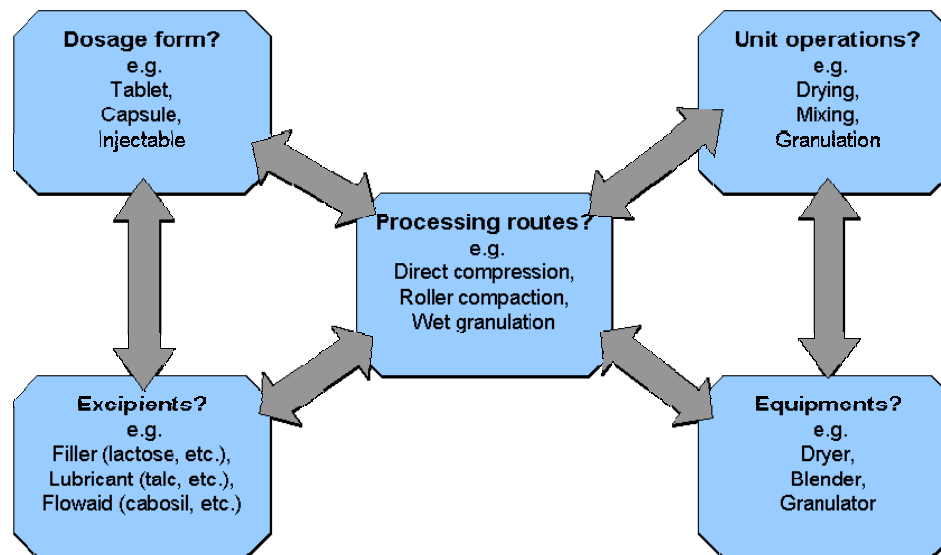 Dosage form?
e.g.
Tablet,
Capsule,
Injectable
Unit operations?
e.g.
Drying,
Mixing,
Granulation
Processing routes?
e.g.
Direct compression,
Roller compaction,
Wet granulation
Excipients?
e.g.
Filler (lactose, etc.),
Lubricant (talc, etc.),
Flowaid (cabosil, etc.)
Equipments?
e.g.
Dryer,
Blender,
Granulator